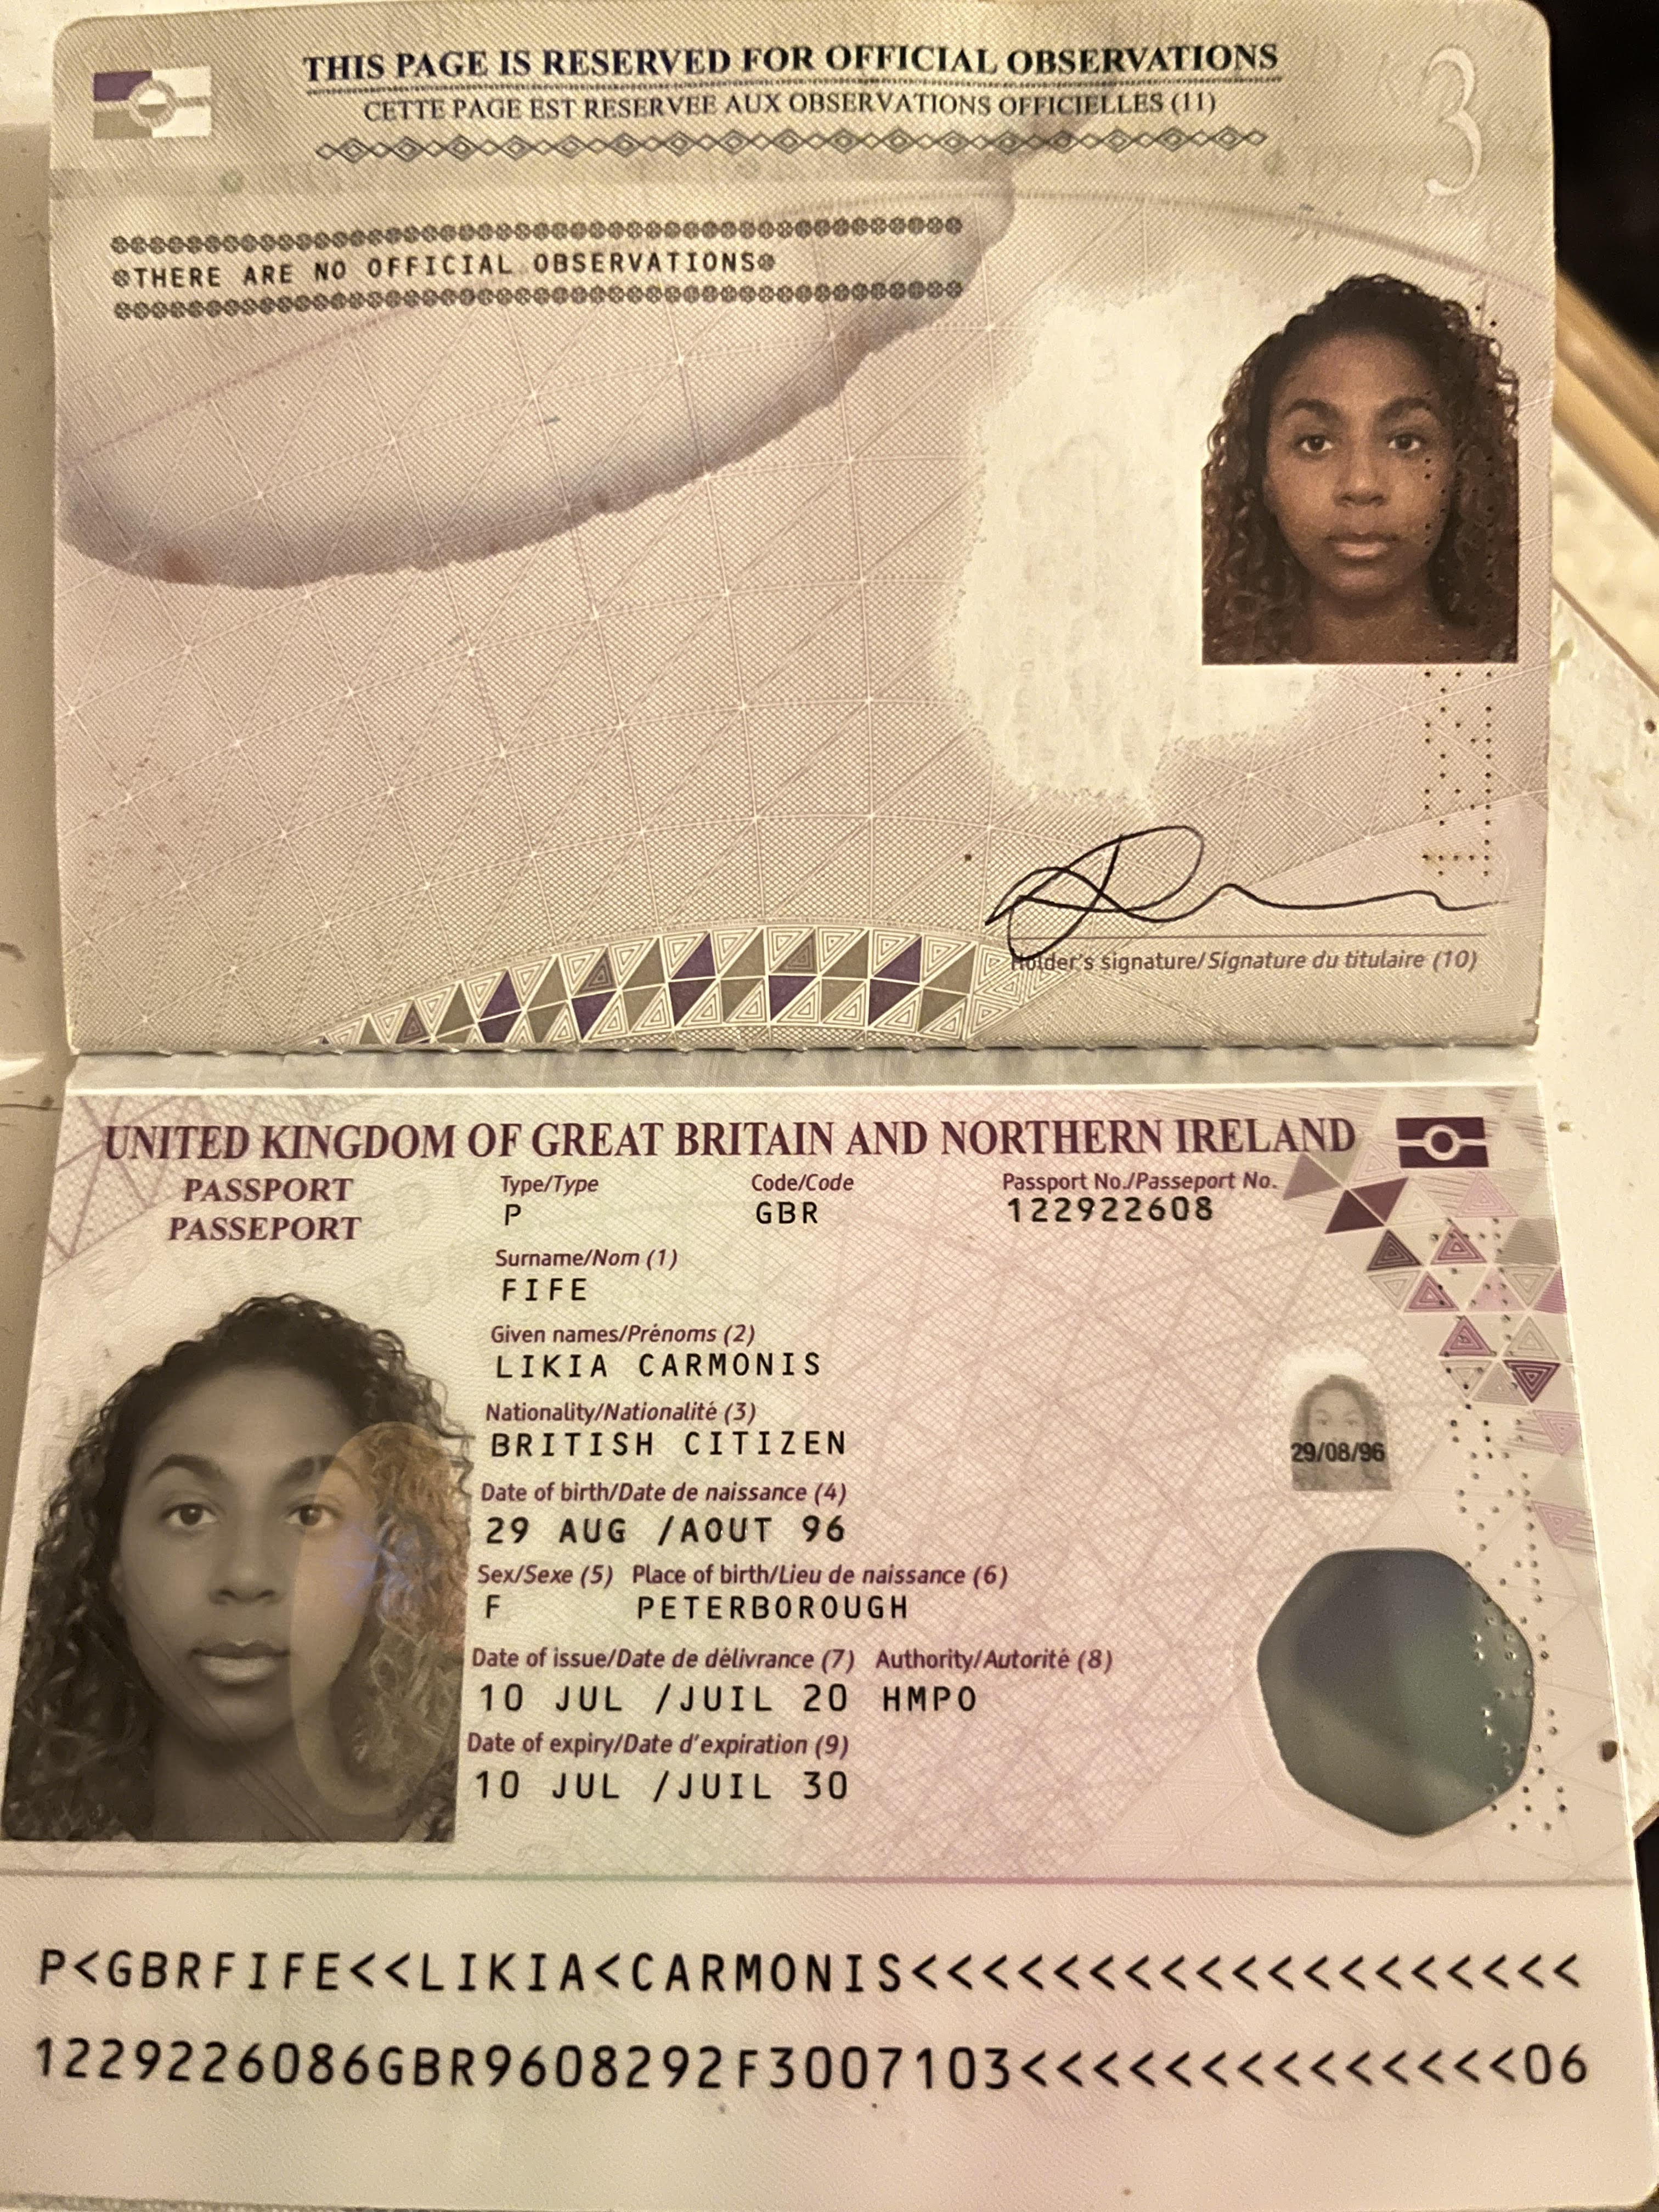 THIS PAGE IS RESERVED FOR OFFICIAL OBSERVATIONS
CETTE PAGE EST RESERVEE AUX OBSERVATIONS OFFICIELLES (11)
3
THERE ARE NO OFFICIAL OBSERVATIONS
Holder's signature/Signature du titulaire (10)
UNITED KINGDOM OF GREAT BRITAIN AND NORTHERN IRELAND
PASSPORT
PASSEPORT
Type/Type Code/Code Passport No./Passeport No.
P GBR 122922608
Surname/Nom (1)
FIFE
Given names/Prénoms (2)
LIKIA CARMONIS
Nationality/Nationalité (3)
BRITISH CITIZEN
29/08/96
Date of birth/Date de naissance (4)
29 AUG /AOUT 96
Sex/Sexe (5) Place of birth/Lieu de naissance (6)
F PETERBOROUGH
Date of issue/Date de délivrance (7) Authority/Autorité (8)
10 JUL /JUIL 20 HMPO
Date of expiry/Date d'expiration (9)
10 JUL /JUIL 30
P<GBRFIFE<<LIKIA<CARMONIS<<<<<<<<<<<<<<<<<<<
1229226086GBR9608292F3007103<<<<<<<<<<<<<<06